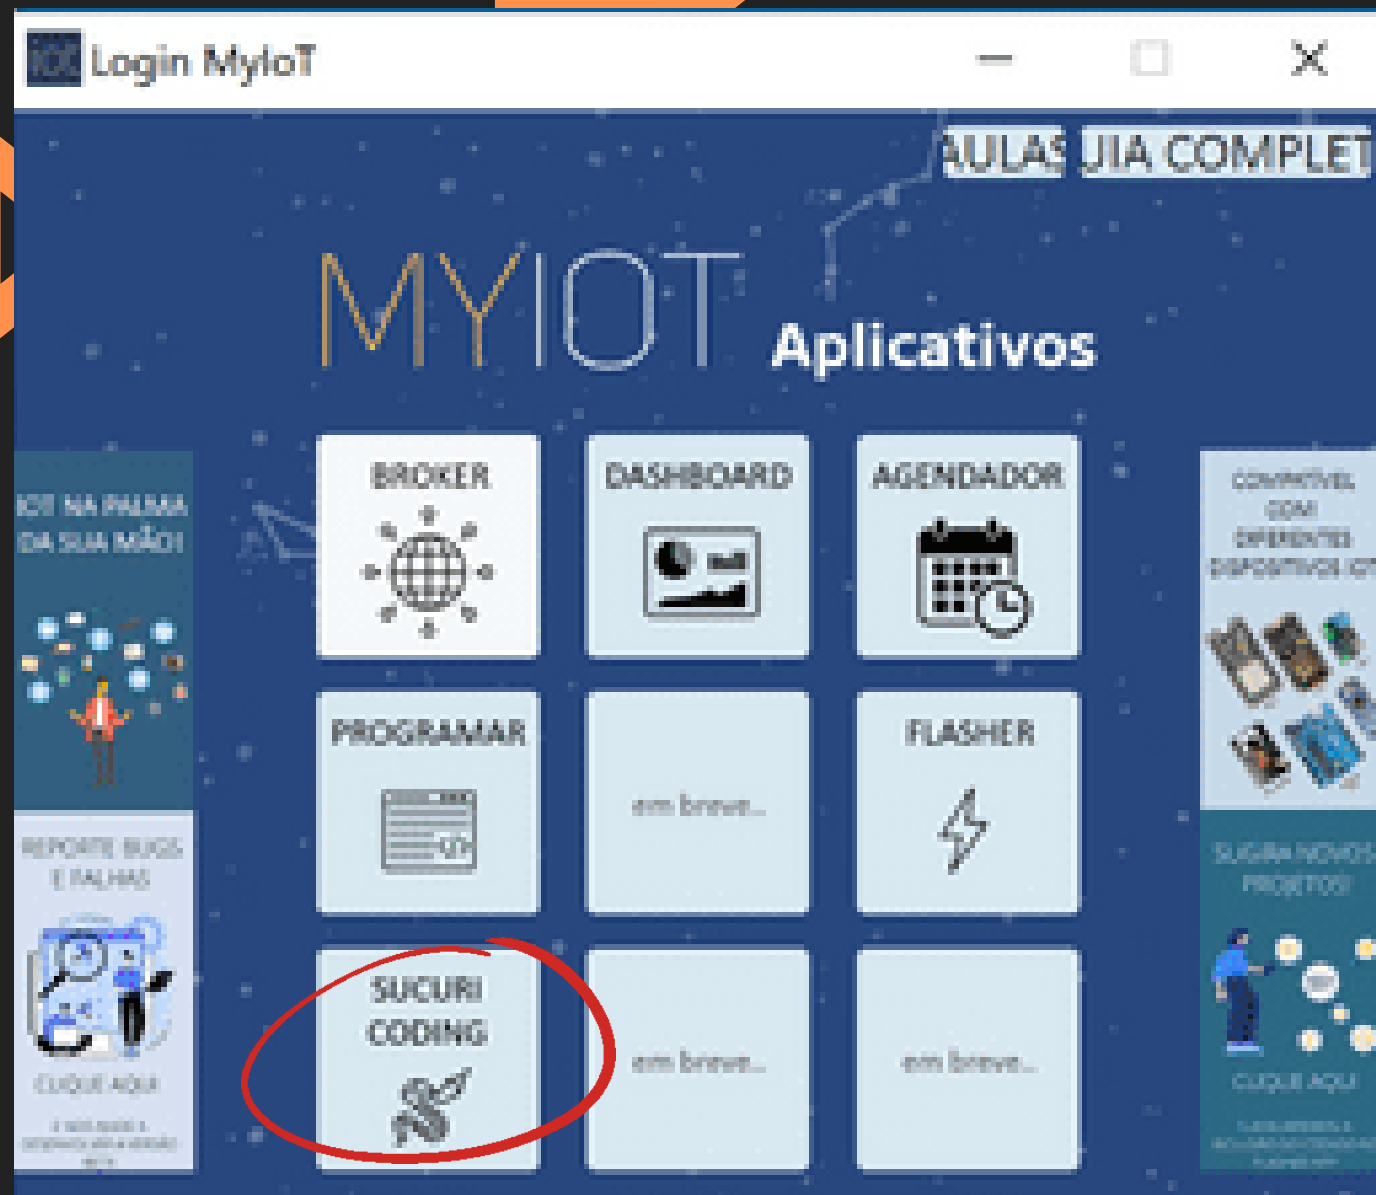 Login MyIoT
AULAS
UIA COMPLET
MYIOT Aplicativos
BROKER
DASHBOARD
AGENDADOR
IOT NA PALMA
DA SUA MÃO!
COMPATÍVEL
COM
DIFERENTES
DISPOSITIVOS IOT
PROGRAMAR
em breve...
FLASHER
REPORTE BUGS
E FALHAS
CLIQUE AQUI
SUGIRA NOVOS
PROJETOS!
CLIQUE AQUI
SUCURI
CODING
em breve...
em breve...